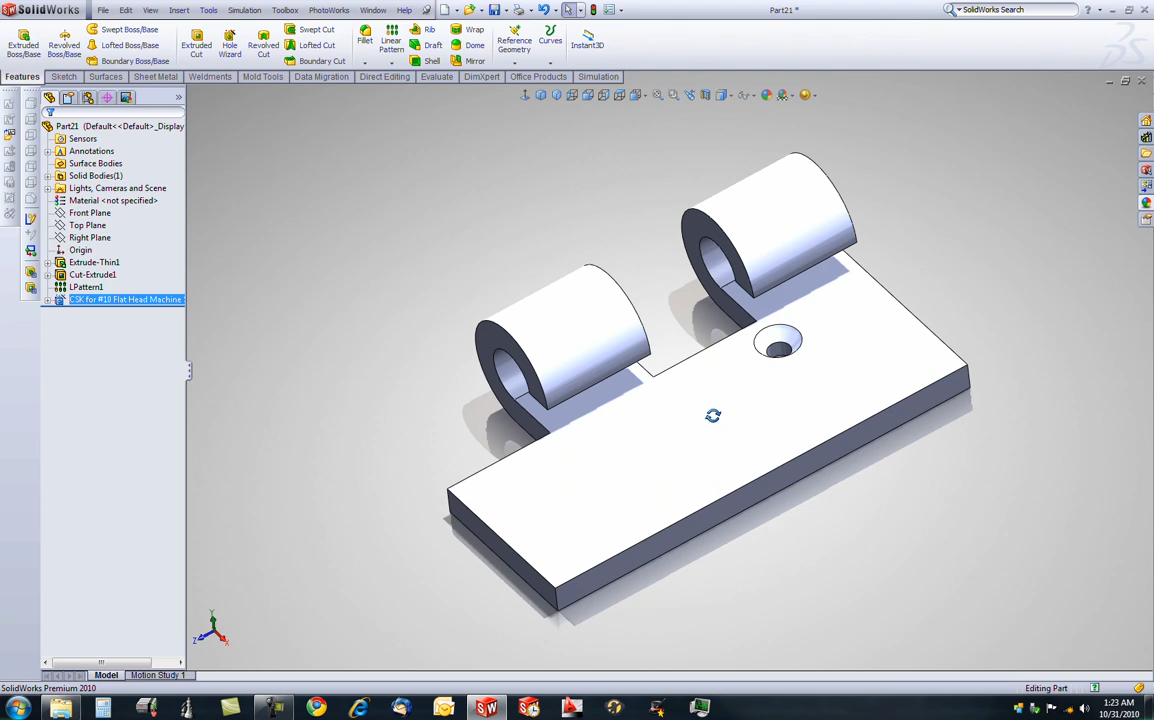 SolidWorks File Edit View Insert Tools Simulation Toolbox PhotoWorks Window Help Part21 * SolidWorks Search
Extruded Boss/Base
Revolved Boss/Base
Swept Boss/Base
Lofted Boss/Base
Boundary Boss/Base
Extruded Cut
Hole Wizard
Revolved Cut
Swept Cut
Lofted Cut
Boundary Cut
Fillet
Linear Pattern
Rib
Draft
Shell
Wrap
Dome
Mirror
Reference Geometry
Curves
Instant3D
Features Sketch Surfaces Sheet Metal Weldments Mold Tools Data Migration Direct Editing Evaluate DimXpert Office Products Simulation
Part21 (Default<<Default>_Display
Sensors
Annotations
Surface Bodies
Solid Bodies(1)
Lights, Cameras and Scene
Material <not specified>
Front Plane
Top Plane
Right Plane
Origin
Extrude-Thin1
Cut-Extrude1
LPattern1
CSK for #10 Flat Head Machine
Y
Z
X
Model Motion Study 1
SolidWorks Premium 2010 Editing Part
1:23 AM
10/31/2010